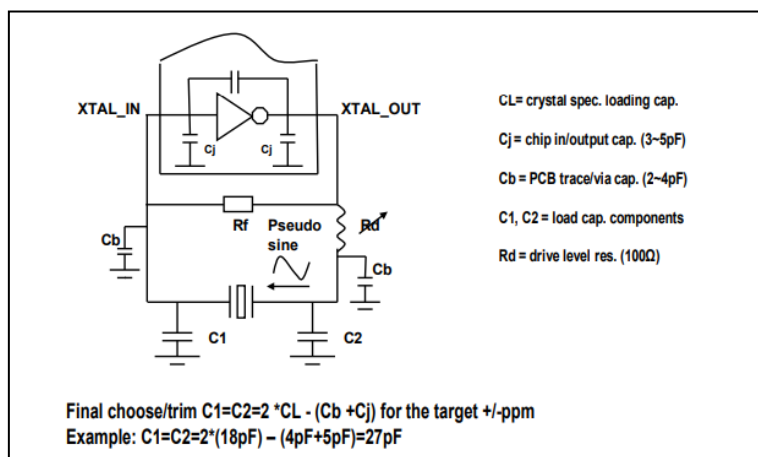 XTAL_IN
XTAL_OUT
Cj
Cj
CL= crystal spec. loading cap.
Cj = chip in/output cap. (3~5pF)
Cb = PCB trace/via cap. (2~4pF)
C1, C2 = load cap. components
Rd = drive level res. (100Ω)
Rf
Pseudo
sine
Rd
Cb
Cb
C1
C2
Final choose/trim C1=C2=2 *CL - (Cb +Cj) for the target +/-ppm
Example: C1=C2=2*(18pF) – (4pF+5pF)=27pF